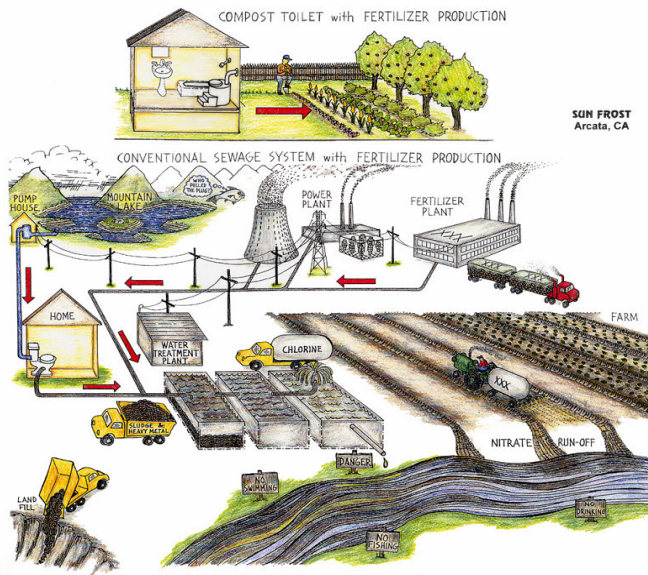 COMPOST TOILET with FERTILIZER PRODUCTION
SUN FROST
Arcata, CA
CONVENTIONAL SEWAGE SYSTEM with FERTILIZER PRODUCTION
WHO
PULLED
THE PLUG?
PUMP
HOUSE
MOUNTAIN
LAKE
POWER
PLANT
FERTILIZER
PLANT
XXX
HOME
WATER
TREATMENT
PLANT
CHLORINE
FARM
XXX
SLUDGE &
HEAVY METAL
NITRATE RUN-OFF
DANGER
NO
SWIMMING
LAND
FILL
NO
DRINKING
NO
FISHING